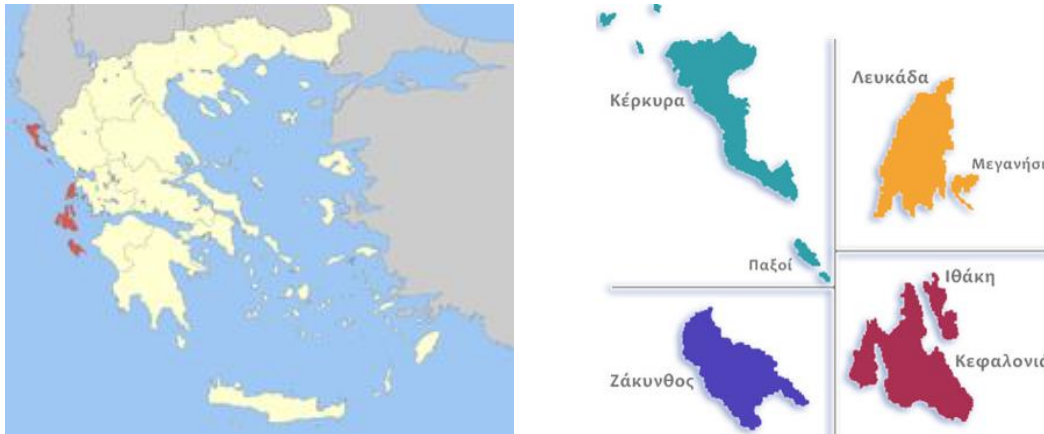 Κέρκυρα
Παξοί
Λευκάδα
Μεγανήσι
Ζάκυνθος
Ιθάκη
Κεφαλονιά